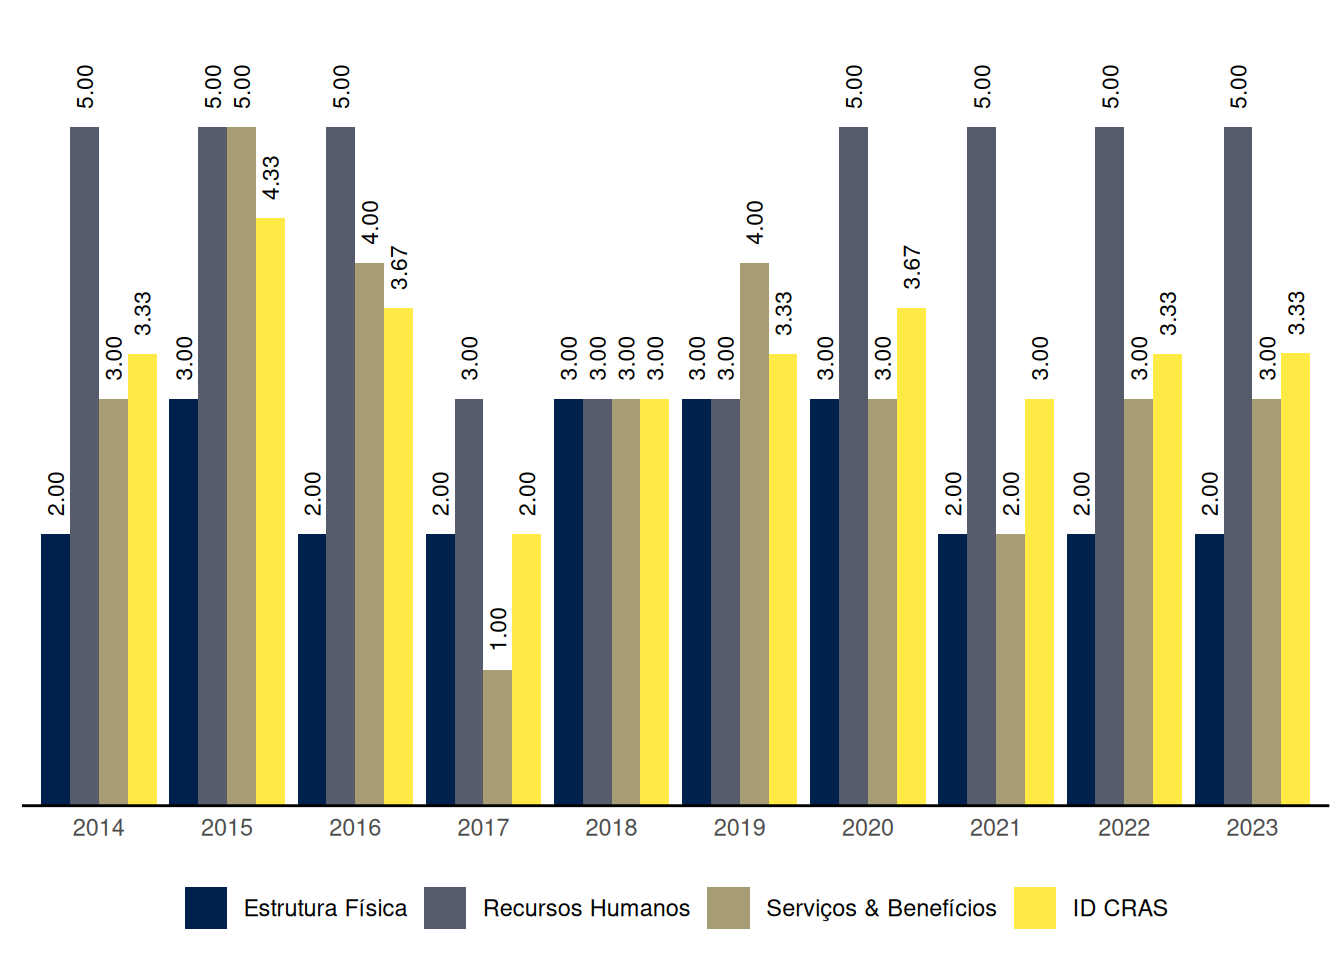 5.00 5.00 5.00 5.00 5.00 5.00 5.00 5.00
4.33
4.00 4.00
3.67 3.67
3.33 3.33 3.33 3.33
3.00 3.00 3.00 3.00 3.00 3.00 3.00 3.00 3.00 3.00 3.00 3.00 3.00 3.00
2.00 2.00 2.00 2.00 2.00 2.00 2.00 2.00
1.00
2014 2015 2016 2017 2018 2019 2020 2021 2022 2023
Estrutura Física Recursos Humanos Serviços & Benefícios ID CRAS